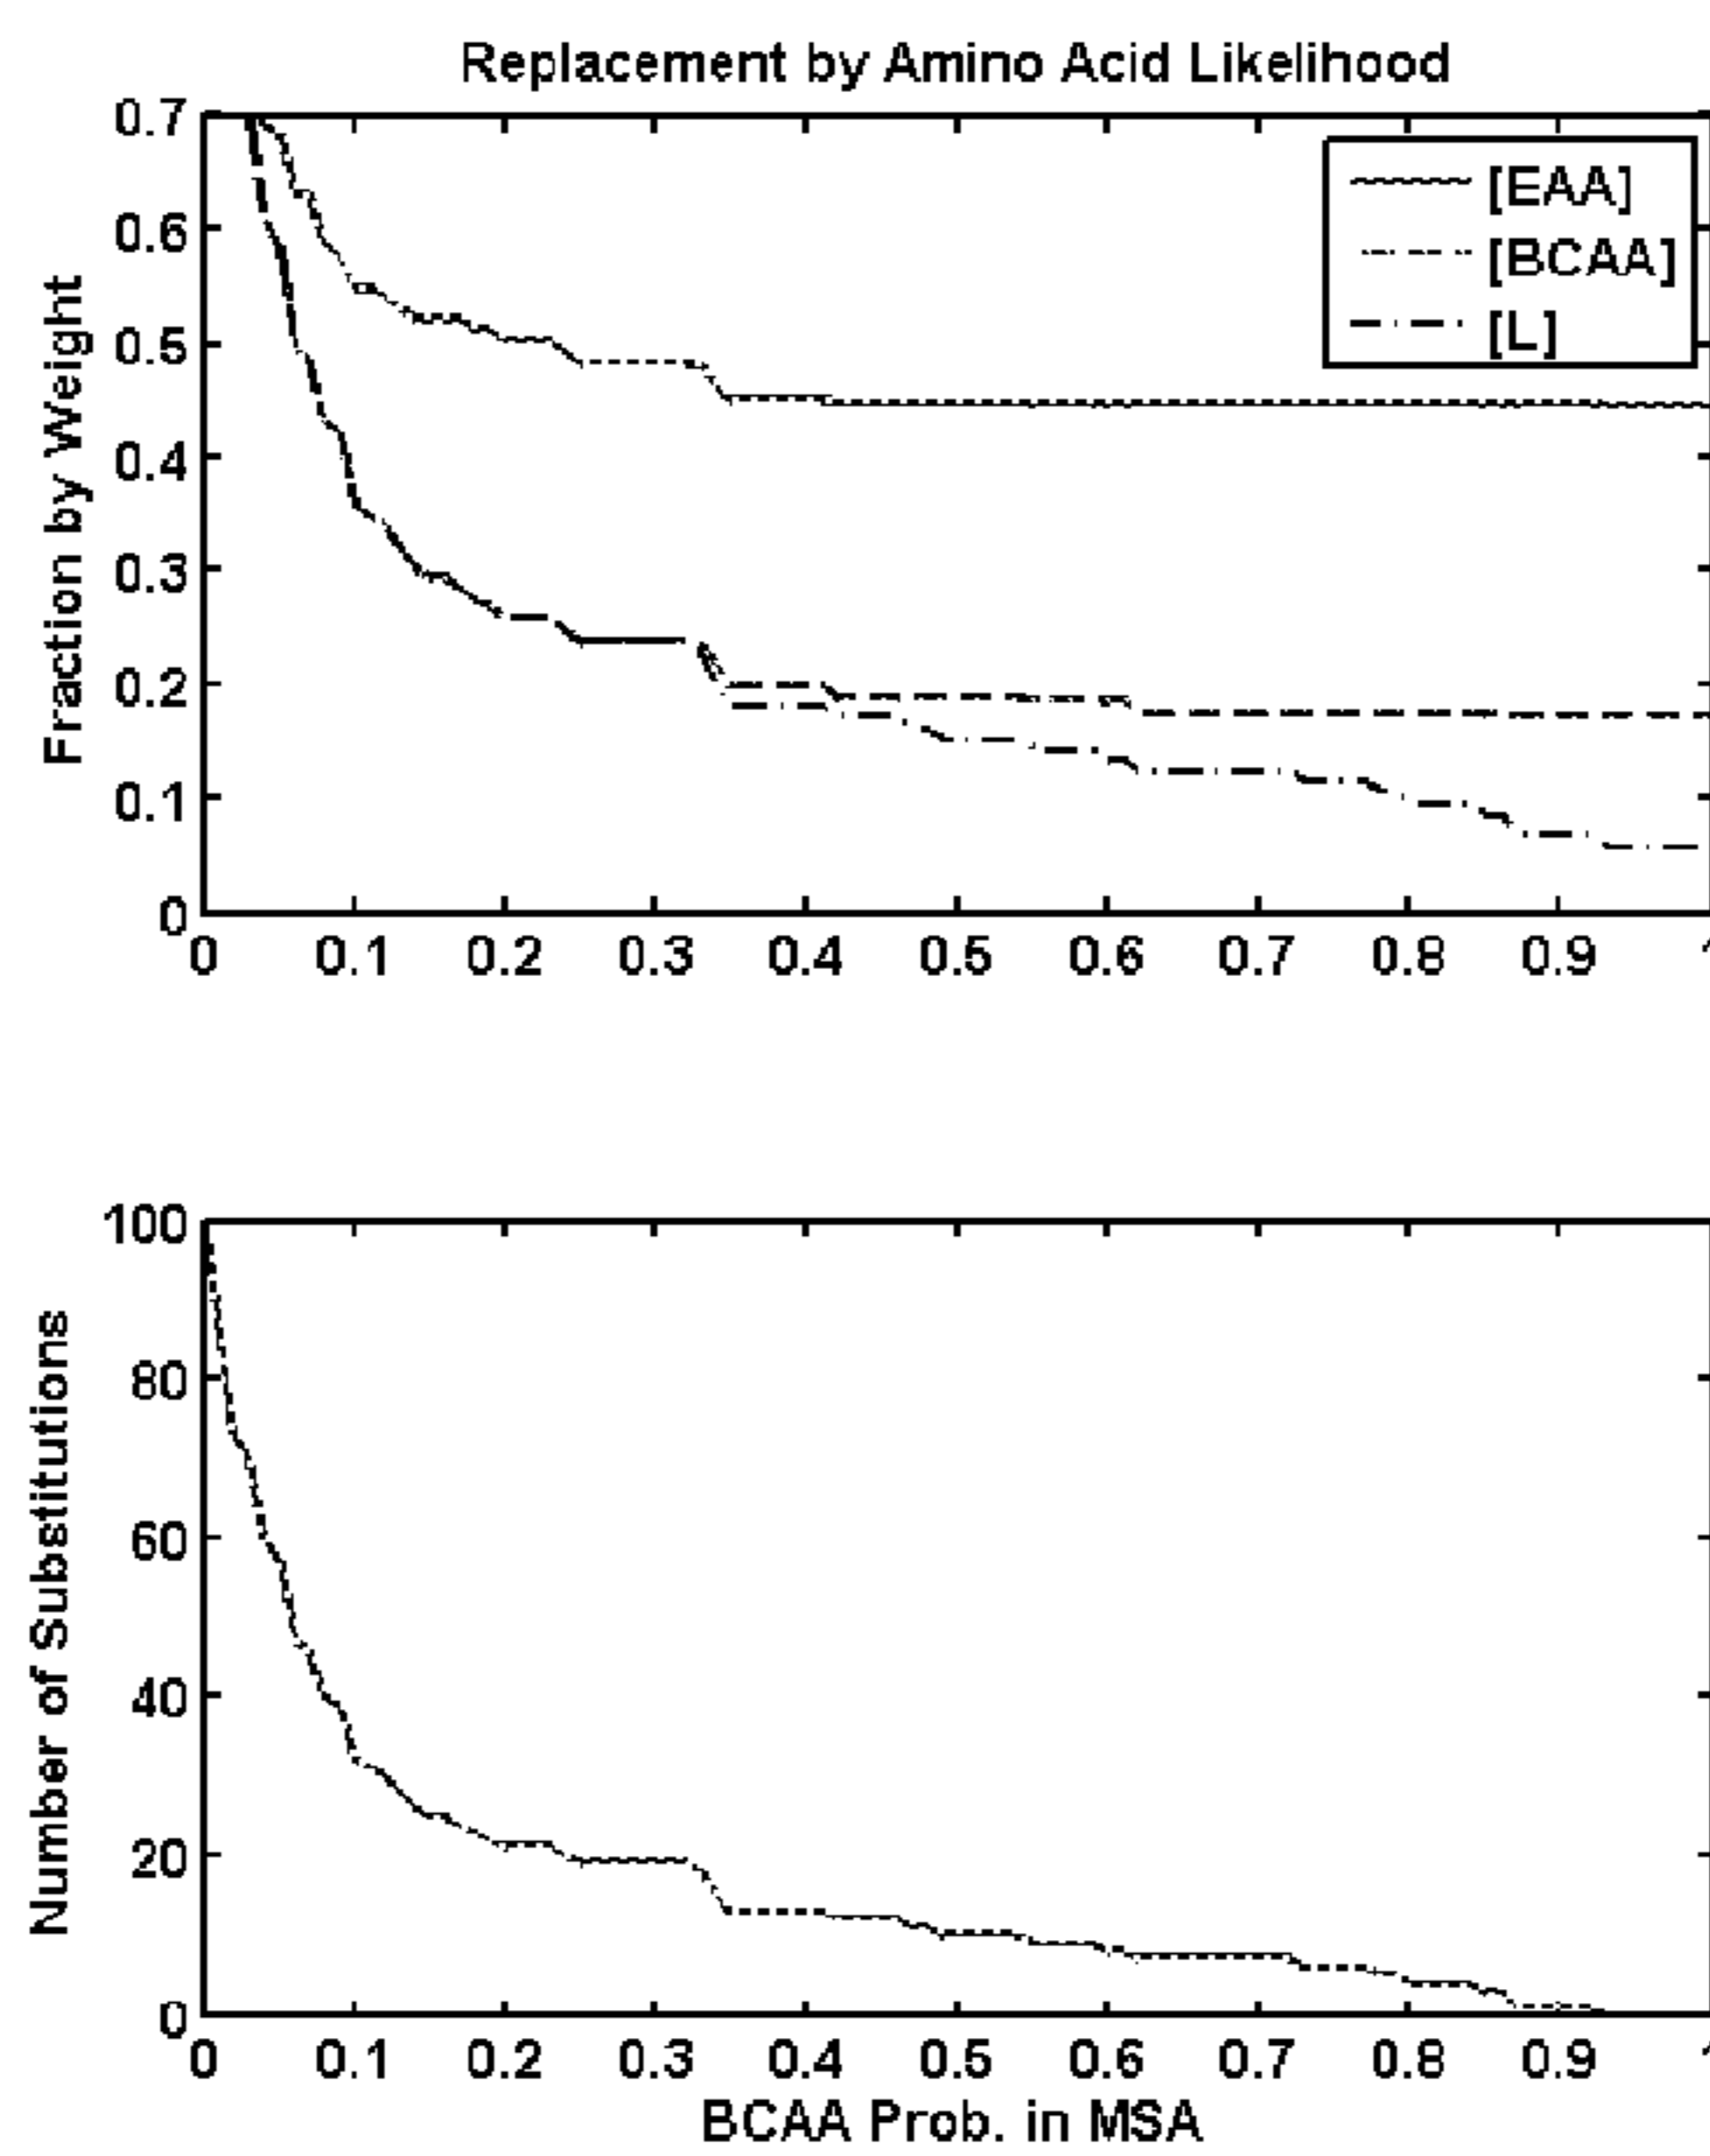 Replacement by Amino Acid Likelihood
0.7
0.6
0.5
0.4
0.3
0.2
0.1
0
Fraction by Weight
[EAA]
[BCAA]
[L]
0 0.1 0.2 0.3 0.4 0.5 0.6 0.7 0.8 0.9
100
80
60
40
20
0
Number of Substitutions
0 0.1 0.2 0.3 0.4 0.5 0.6 0.7 0.8 0.9
BCAA Prob. in MSA